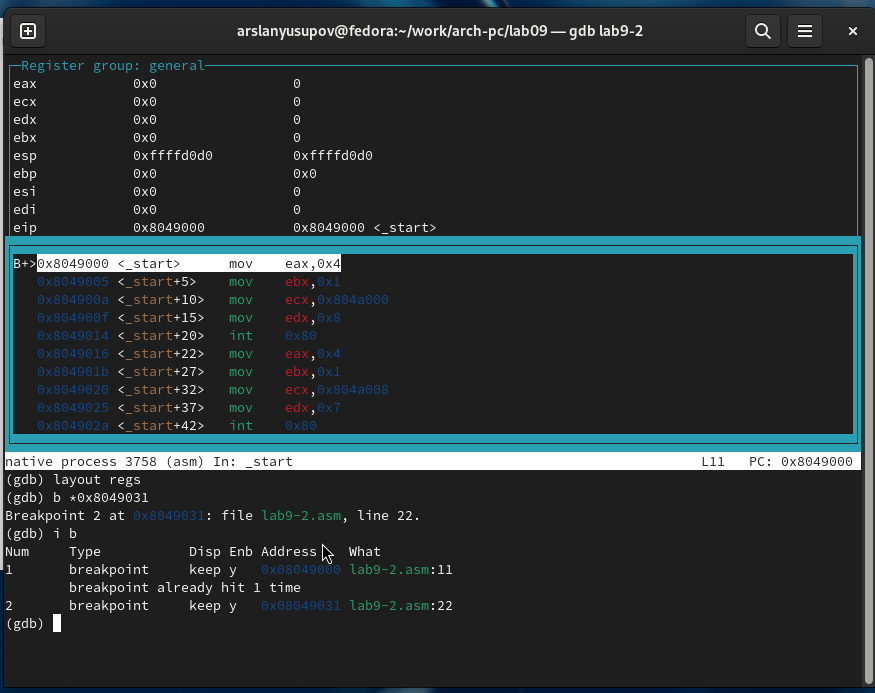 arslanyusupov@fedora:~/work/arch-pc/lab09 — gdb lab9-2
Register group: general
eax 0x0 0
ecx 0x0 0
edx 0x0 0
ebx 0x0 0
esp 0xffffd0d0 0xffffd0d0
ebp 0x0 0x0
esi 0x0 0
edi 0x0 0
eip 0x8049000 0x8049000 <_start>
B+>0x8049000 <_start> mov eax,0x4
0x8049005 <_start+5> mov ebx,0x1
0x804900a <_start+10> mov ecx,0x804a000
0x804900f <_start+15> mov edx,0x8
0x8049014 <_start+20> int 0x80
0x8049016 <_start+22> mov eax,0x4
0x804901b <_start+27> mov ebx,0x1
0x8049020 <_start+32> mov ecx,0x804a008
0x8049025 <_start+37> mov edx,0x7
0x804902a <_start+42> int 0x80
native process 3758 (asm) In: _start L11 PC: 0x8049000
(gdb) layout regs
(gdb) b *0x8049031
Breakpoint 2 at 0x8049031: file lab9-2.asm, line 22.
(gdb) i b
Num Type Disp Enb Address What
1 breakpoint keep y 0x08049000 lab9-2.asm:11
breakpoint already hit 1 time
2 breakpoint keep y 0x08049031 lab9-2.asm:22
(gdb)